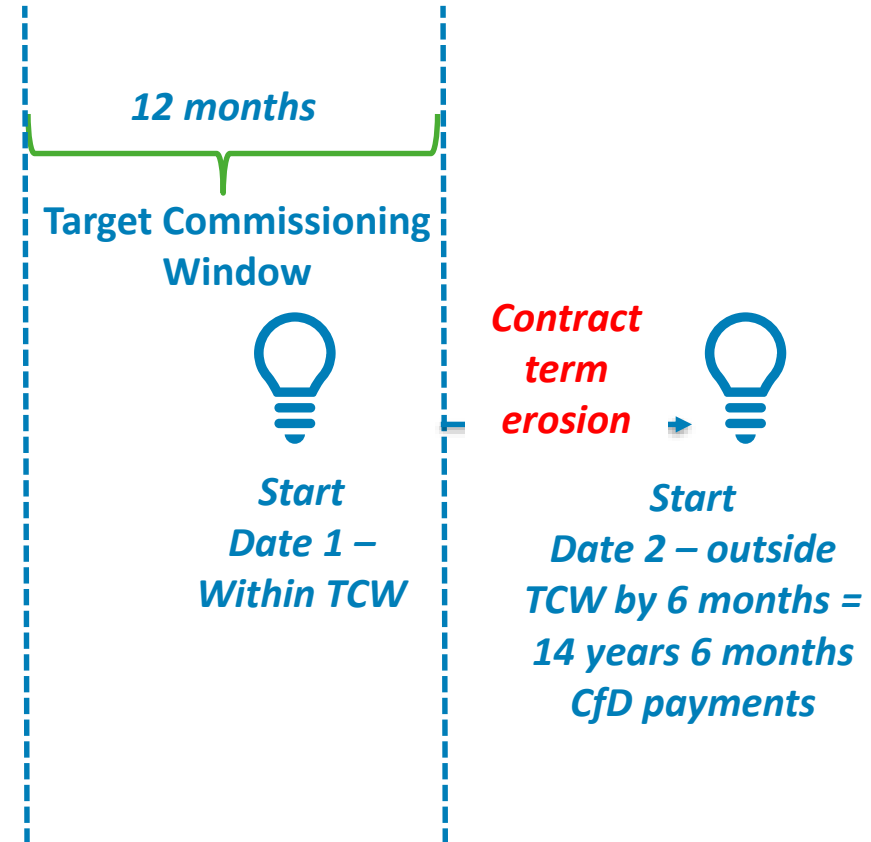 12 months
Target Commissioning
Window
Contract
term
erosion
Start
Date 1 –
Within TCW
Start
Date 2 – outside
TCW by 6 months =
14 years 6 months
CfD payments